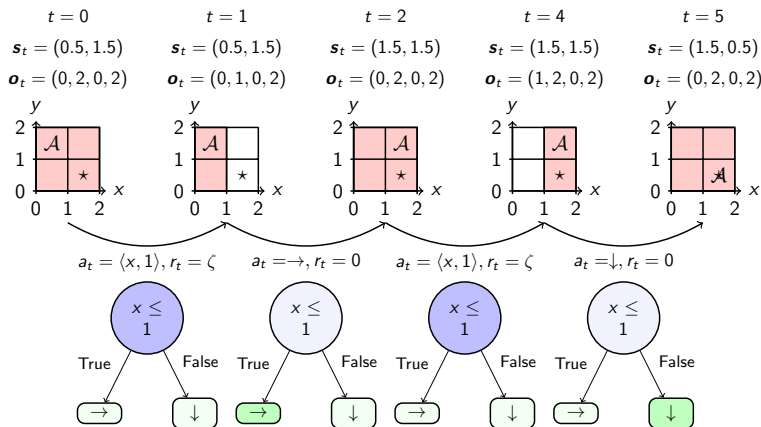 t = 0 t = 1 t = 2 t = 4 t = 5
s_t = (0.5, 1.5) s_t = (0.5, 1.5) s_t = (1.5, 1.5) s_t = (1.5, 1.5) s_t = (1.5, 0.5)
o_t = (0, 2, 0, 2) o_t = (0, 1, 0, 2) o_t = (0, 2, 0, 2) o_t = (1, 2, 0, 2) o_t = (0, 2, 0, 2)
y y y y y
2 2 2 2 2
𝒜 𝒜 𝒜 𝒜
1 1 1 1 1
⋆ ⋆ ⋆ ⋆ ⋆ 𝒜
0 x 0 x 0 x 0 x 0 x
0 1 2 0 1 2 0 1 2 0 1 2 0 1 2
a_t = ⟨x, 1⟩, r_t = ζ a_t =→, r_t = 0 a_t = ⟨x, 1⟩, r_t = ζ a_t =↓, r_t = 0
x ≤ x ≤ x ≤ x ≤
1 1 1 1
True False True False True False True False
→ ↓ → ↓ → ↓ → ↓